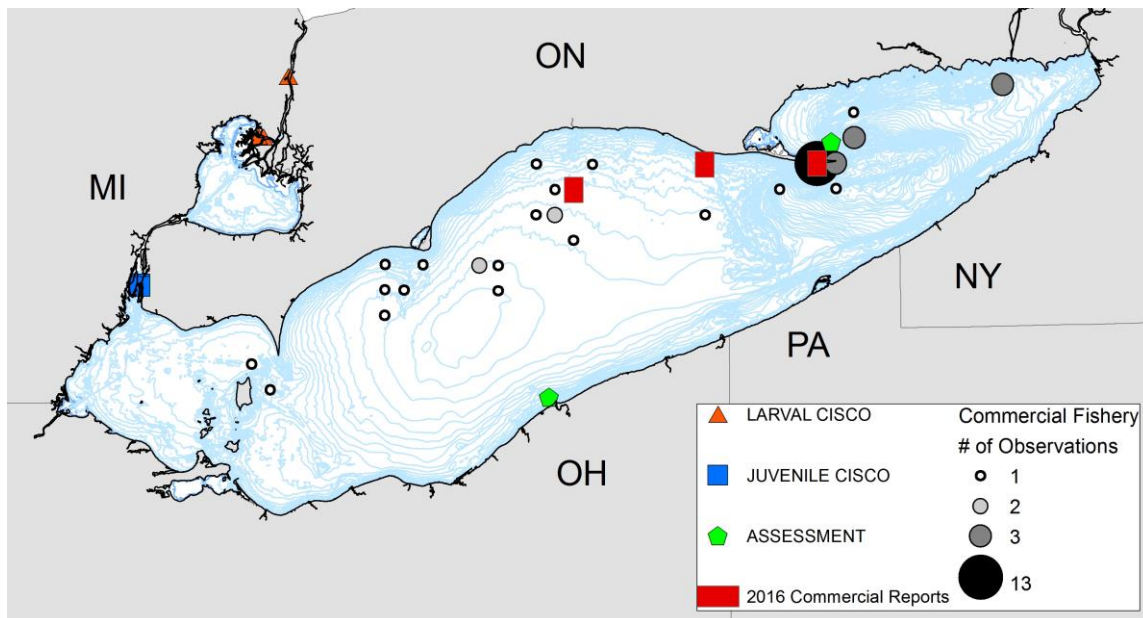 ON
MI
NY
PA
OH
LARVAL CISCO
JUVENILE CISCO
ASSESSMENT
2016 Commercial Reports
Commercial Fishery
# of Observations
1
2
3
13